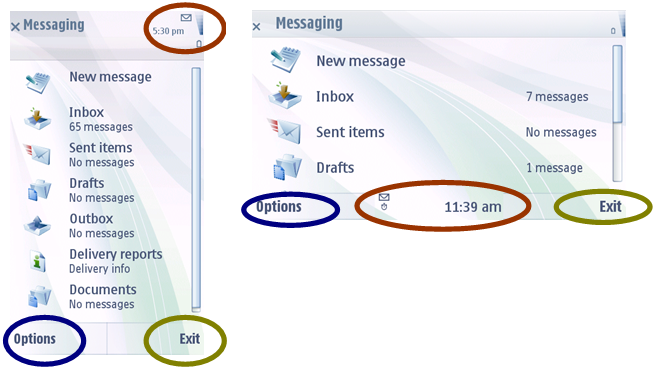 Messaging
5:30 pm
New message
Inbox
65 messages
Sent items
No messages
Drafts
No messages
Outbox
No messages
Delivery reports
Delivery info
Documents
No messages
Options Exit
Messaging
New message
Inbox 7 messages
Sent items No messages
Drafts 1 message
Options 11:39 am Exit